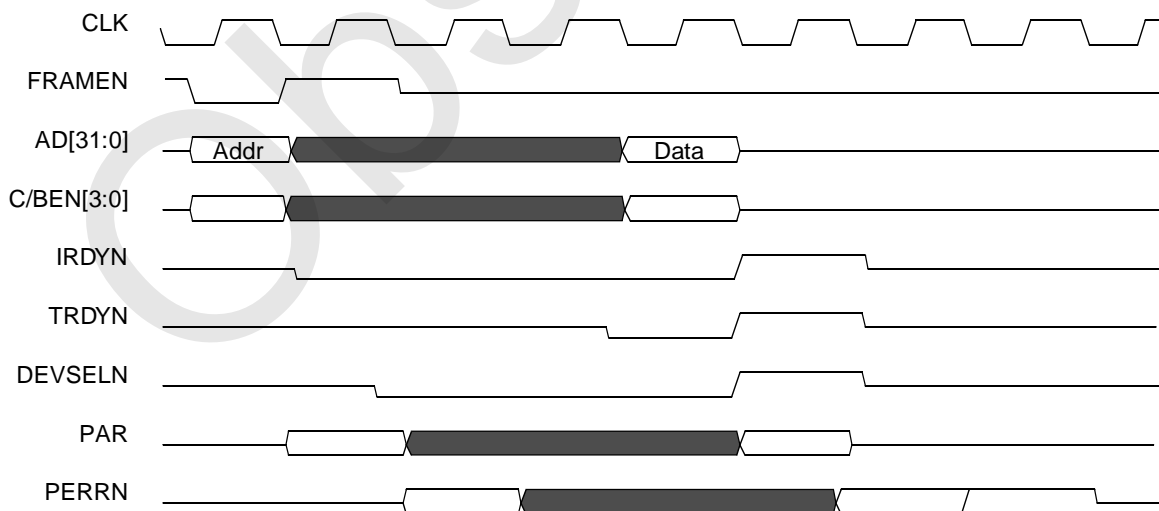 CLK
FRAMEN
AD[31:0]
Addr
Data
C/BEN[3:0]
IRDYN
TRDYN
DEVSELN
PAR
PERRN